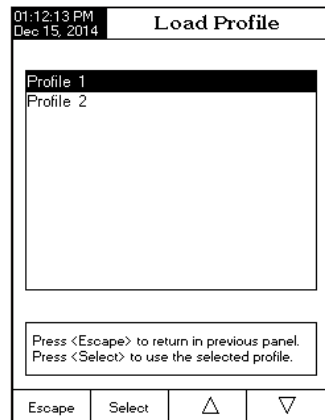 01:12:13 PM
Dec 15, 2014
Load Profile
Profile 1
Profile 2
Press <Escape> to return in previous panel.
Press <Select> to use the selected profile.
Escape
Select
△
▽